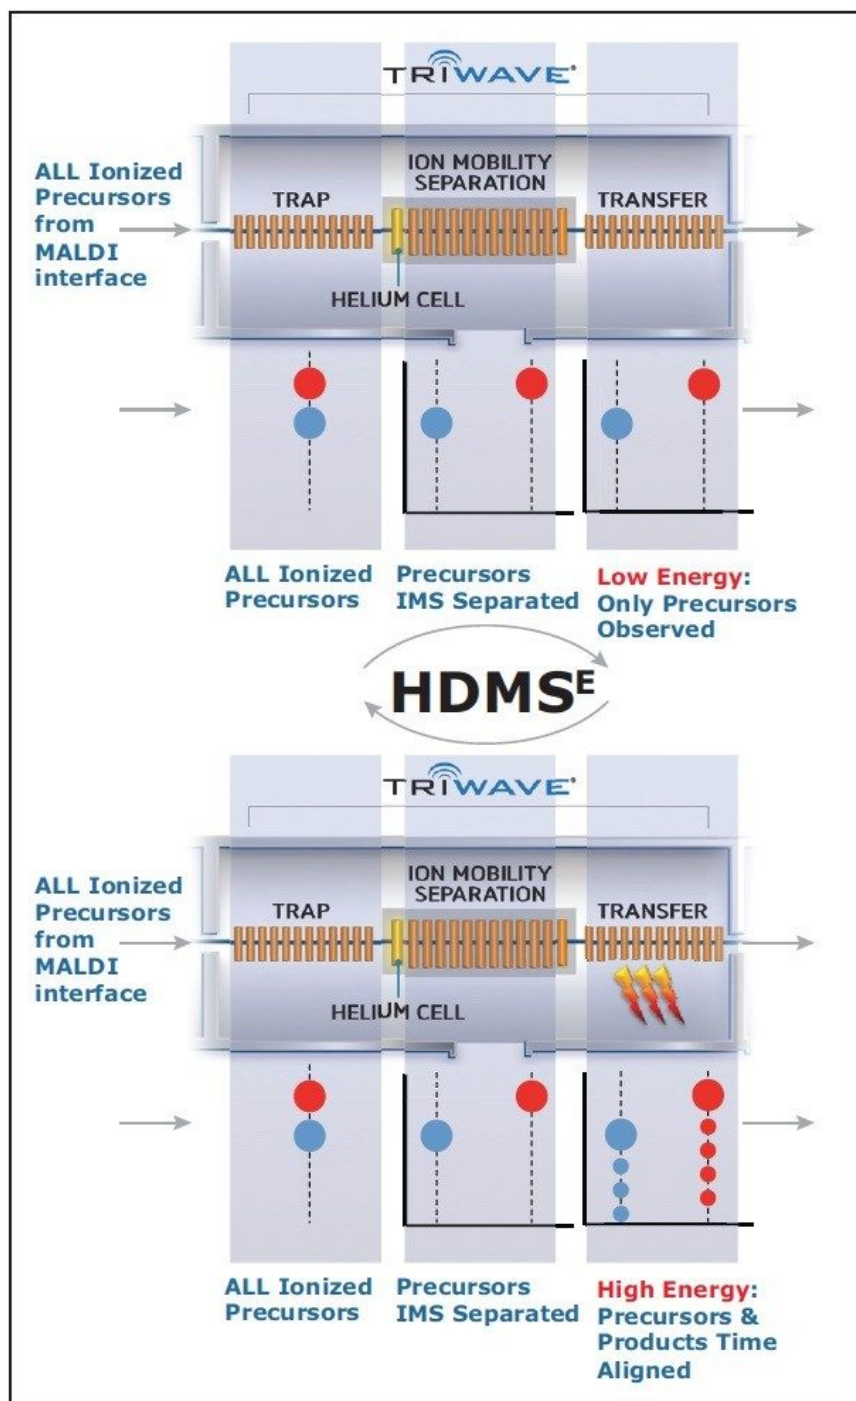 TRIWAVE®
ALL Ionized
Precursors
from
MALDI
interface
TRAP
ION MOBILITY
SEPARATION
TRANSFER
HELIUM CELL
ALL Ionized
Precursors
Precursors
IMS Separated
Low Energy:
Only Precursors
Observed
HDMSᴱ
TRIWAVE®
ALL Ionized
Precursors
from
MALDI
interface
TRAP
ION MOBILITY
SEPARATION
TRANSFER
HELIUM CELL
ALL Ionized
Precursors
Precursors
IMS Separated
High Energy:
Precursors &
Products Time
Aligned